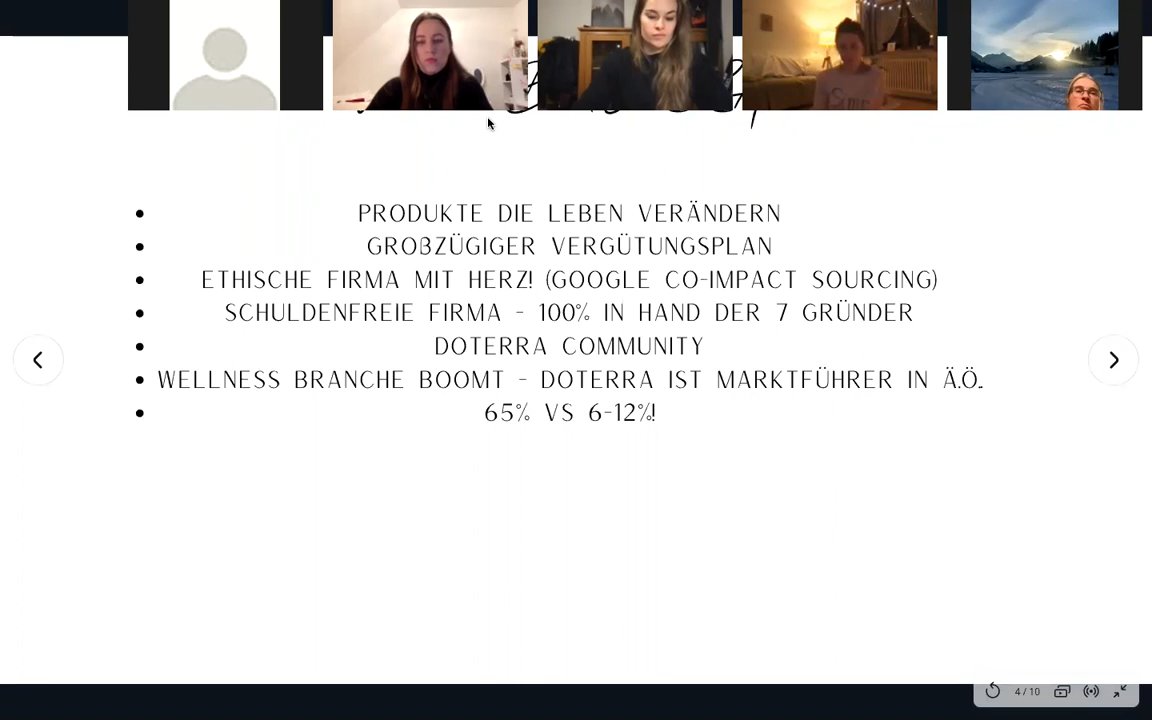 PRODUKTE DIE LEBEN VERÄNDERN
GROßZÜGIGER VERGÜTUNGSPLAN
ETHISCHE FIRMA MIT HERZ! (GOOGLE CO-IMPACT SOURCING)
SCHULDENFREIE FIRMA - 100% IN HAND DER 7 GRÜNDER
DOTERRA COMMUNITY
WELLNESS BRANCHE BOOMT - DOTERRA IST MARKTFÜHRER IN Ä.Ö..
65% VS 6-12%!
4/10